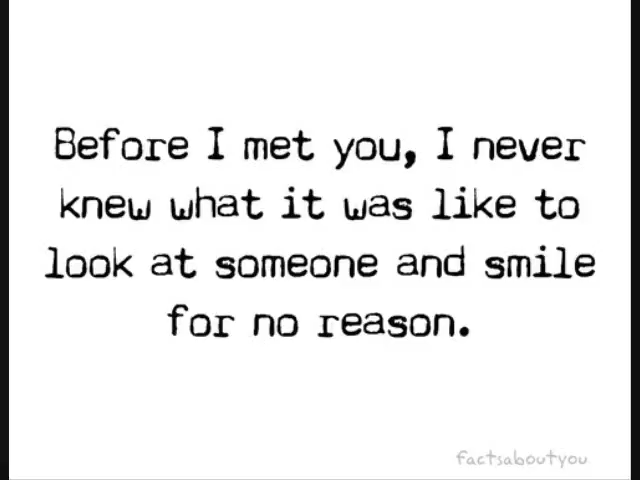 Before I met you, I never
knew what it was like to
look at someone and smile
for no reason.
factsaboutyou